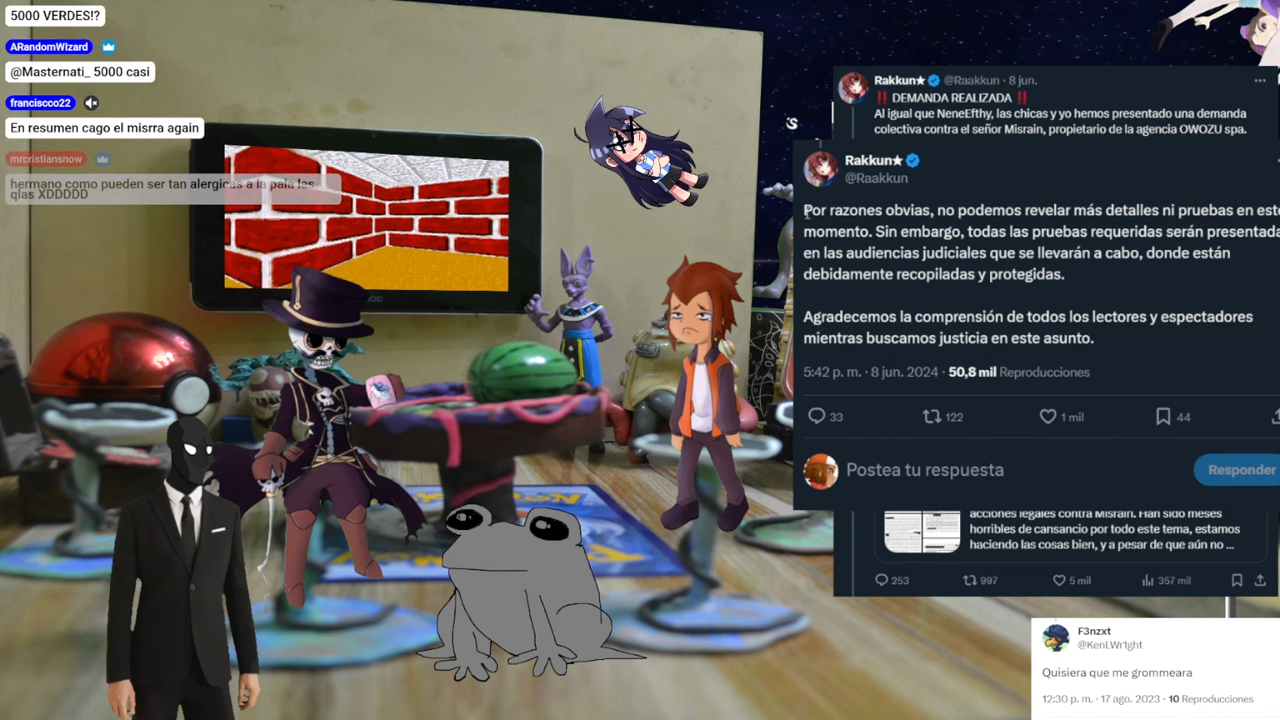 5000 VERDES!?
ARandomWIzard
@Masternati_ 5000 casi
franciscco22
En resumen cago el misrra again
mrcristiansnow
hermano como pueden ser tan alergicas a la pala las
qlas XDDDDD
Rakkun★ @Raakkun · 8 jun.
‼️ DEMANDA REALIZADA ‼️
Al igual que NeneEfthy, las chicas y yo hemos presentado una demanda
colectiva contra el señor Misrain, propietario de la agencia OWOZU spa.
Rakkun★
@Raakkun
Por razones obvias, no podemos revelar más detalles ni pruebas en este
momento. Sin embargo, todas las pruebas requeridas serán presentada
en las audiencias judiciales que se llevarán a cabo, donde están
debidamente recopiladas y protegidas.
Agradecemos la comprensión de todos los lectores y espectadores
mientras buscamos justicia en este asunto.
5:42 p. m. · 8 jun. 2024 · 50,8 mil Reproducciones
33 122 1 mil 44
Postea tu respuesta
Responder
acciones legales contra Misrain. Han sido meses
horribles de cansancio por todo este tema, estamos
haciendo las cosas bien, y a pesar de que aún no ...
253 997 5 mil 357 mil
F3nzxt
@KenLWr1ght
Quisiera que me grommeara
12:30 p. m. · 17 ago. 2023 · 10 Reproducciones